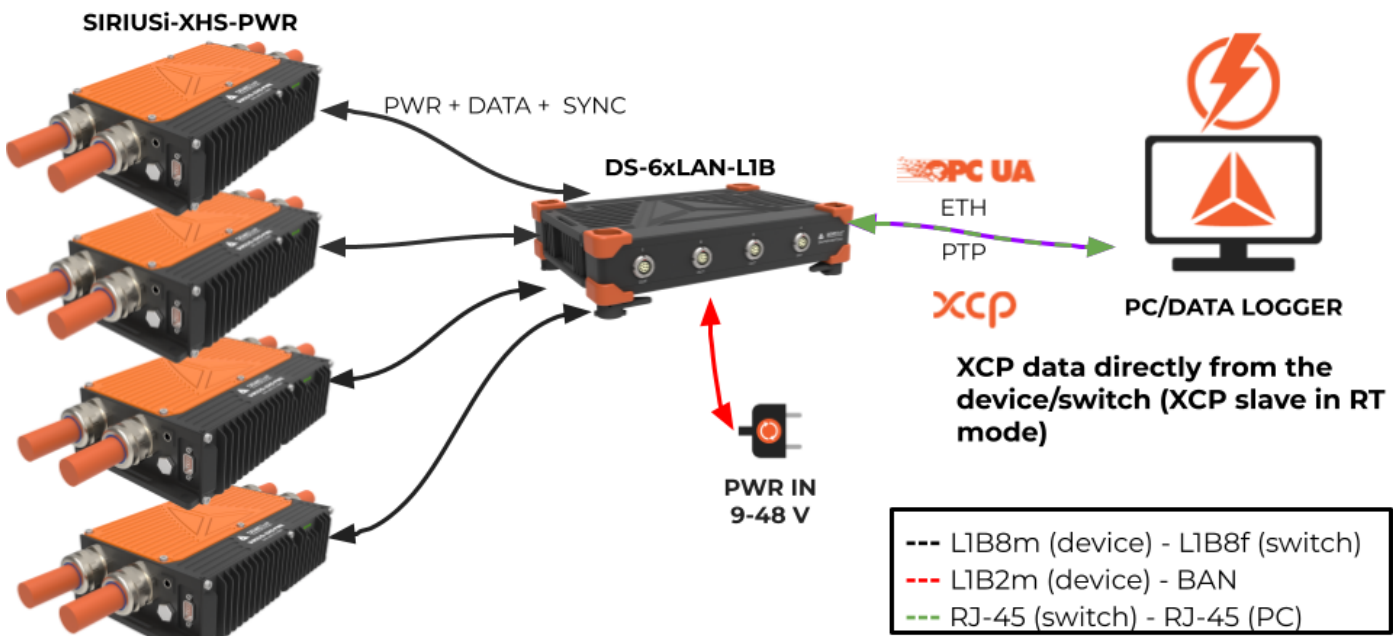 SIRIUSi-XHS-PWR
PWR + DATA + SYNC
DS-6xLAN-L1B
OPC UA
ETH
PTP
xcp
PC/DATA LOGGER
XCP data directly from the
device/switch (XCP slave in RT
mode)
PWR IN
9-48 V
L1B8m (device) - L1B8f (switch)
L1B2m (device) - BAN
RJ-45 (switch) - RJ-45 (PC)